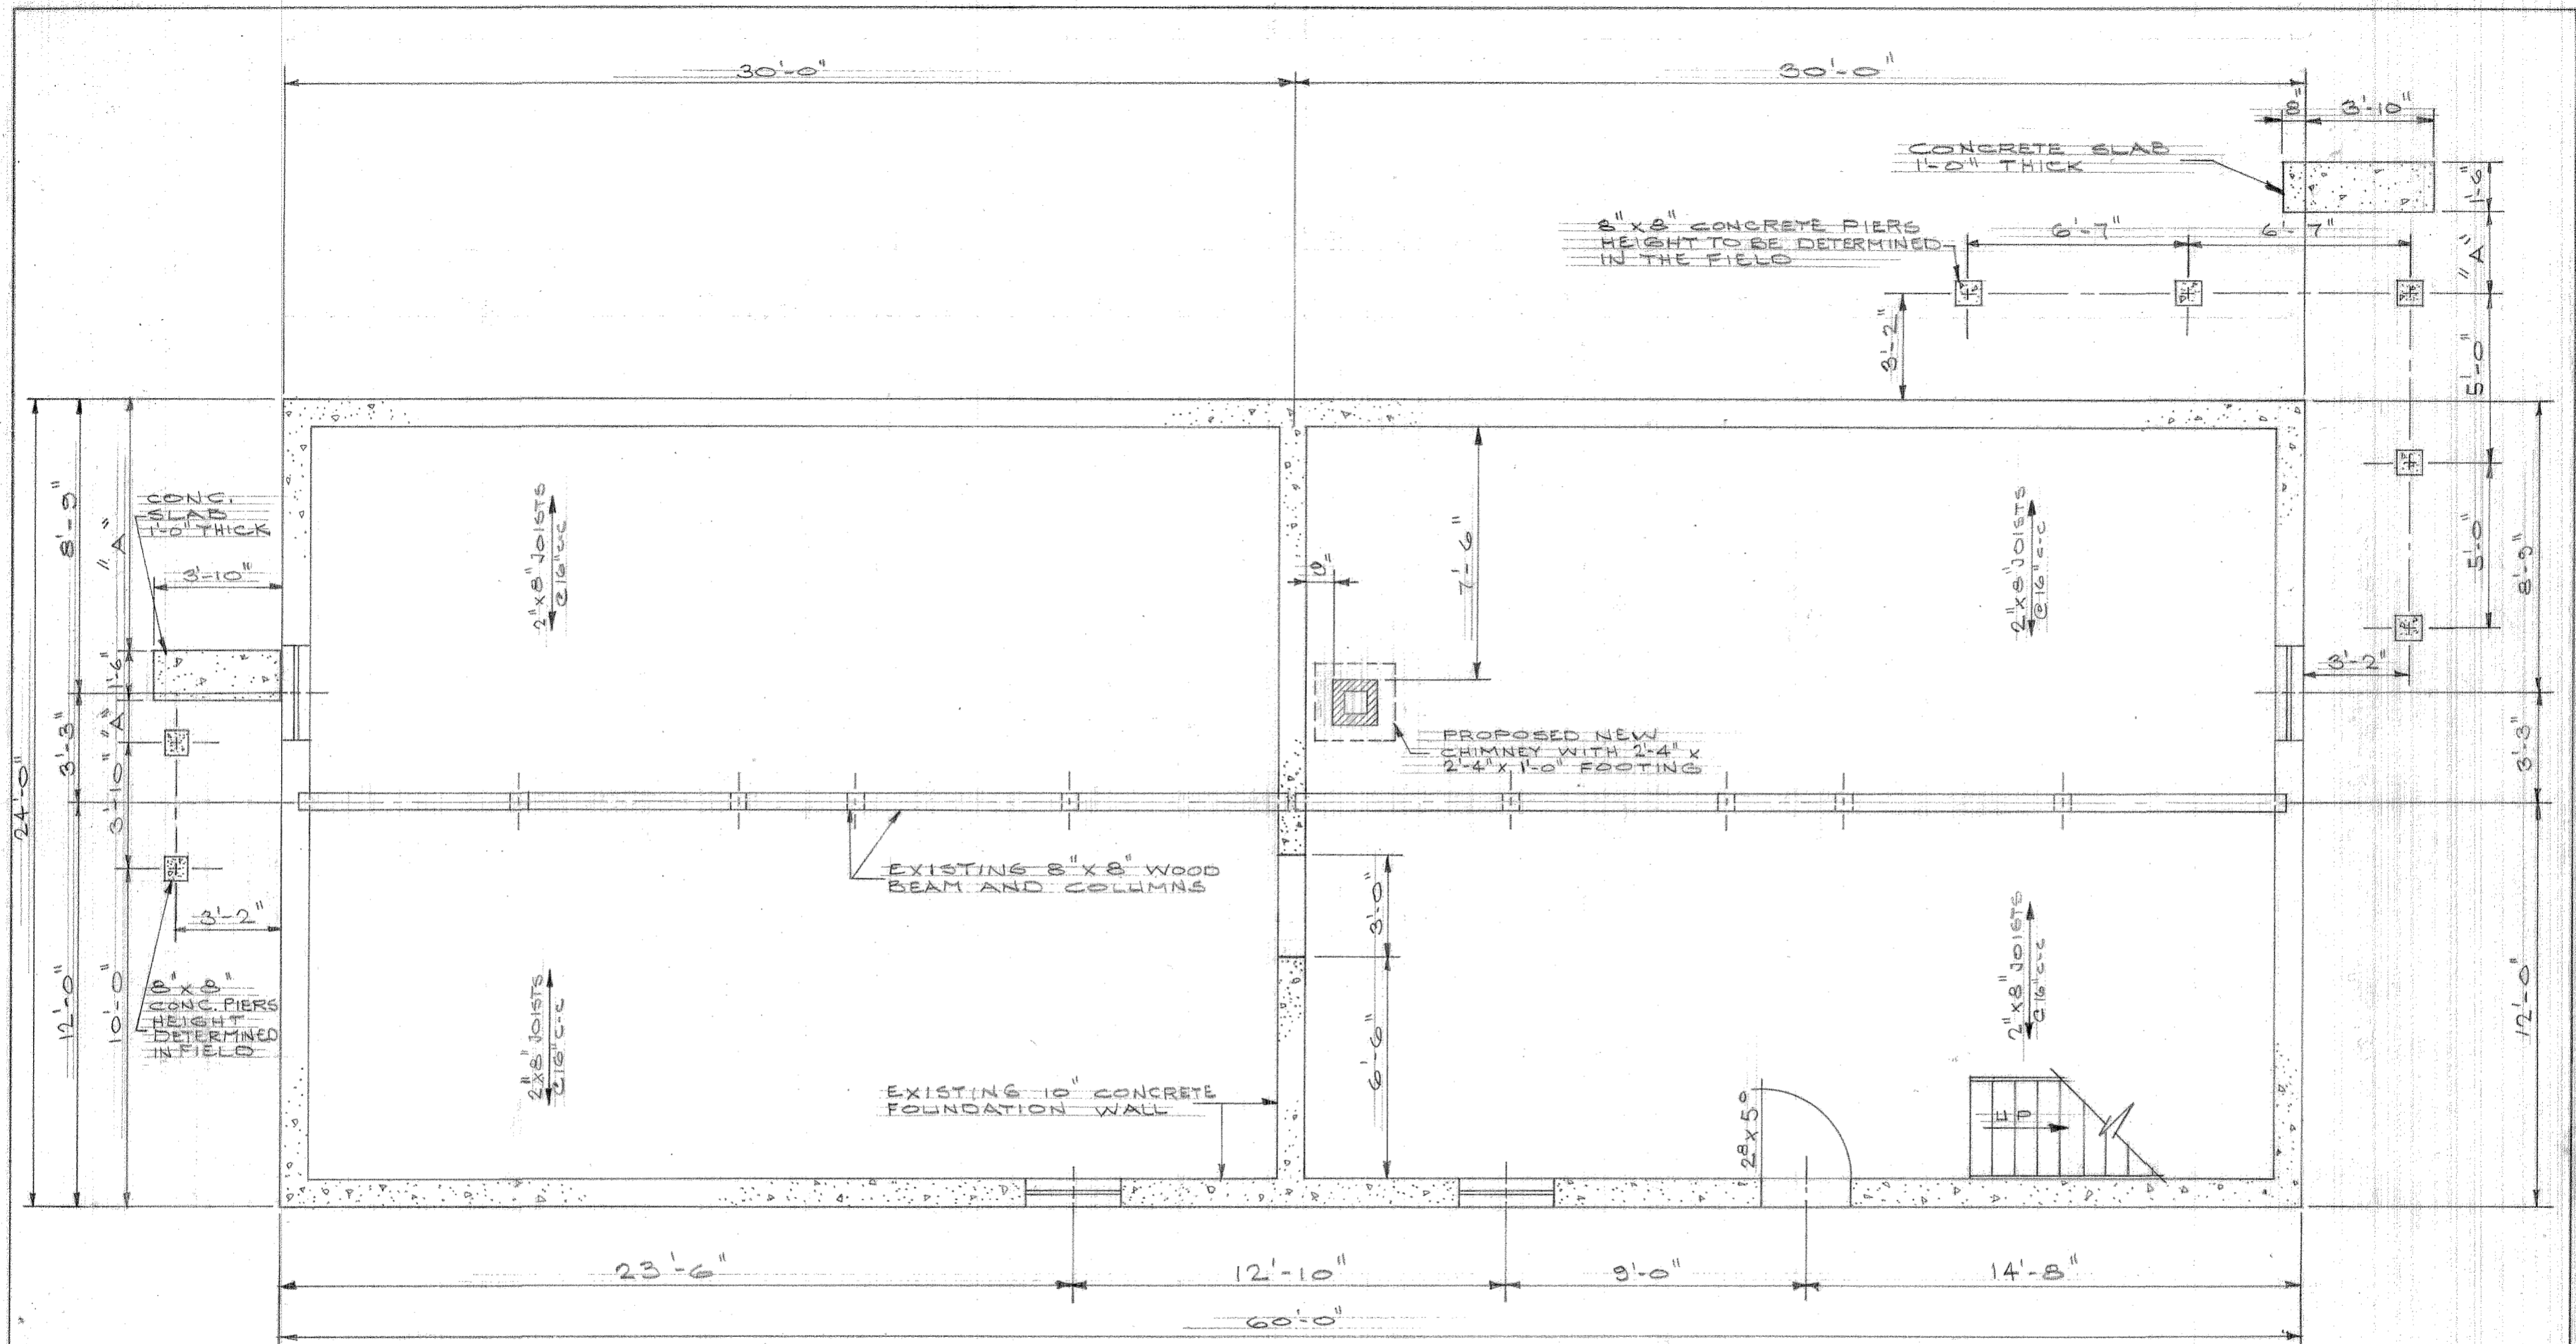 30'-0"
30'-0"
8"
3'-10"
CONCRETE SLAB
1'-0" THICK
1'-6"
8"x8" CONCRETE PIERS
HEIGHT TO BE DETERMINED
IN THE FIELD
6'-7"
6'-7"
"A"
3'-2"
5'-0"
5'-0"
8'-9"
3'-2"
3'-3"
12'-0"
24'-0"
8'-9"
3'-3"
12'-0"
"A"
1'-6"
"A"
3'-10"
10'-0"
CONC.
SLAB
1'-0" THICK
3'-10"
3'-2"
8"x8"
CONC. PIERS
HEIGHT
DETERMINED
IN FIELD
2"x8" JOISTS
@16"c-c
2"x8" JOISTS
@16"c-c
7'-6"
PROPOSED NEW
CHIMNEY WITH 2'-4" x
2'-4" x 1'-0" FOOTING
EXISTING 8"x8" WOOD
BEAM AND COLUMNS
3'-0"
6'-6"
2"x8" JOISTS
@16"c-c
2"x8" JOISTS
@16"c-c
EXISTING 10" CONCRETE
FOUNDATION WALL
2⁸x5⁰
UP
23'-6"
12'-10"
9'-0"
14'-8"
60'-0"